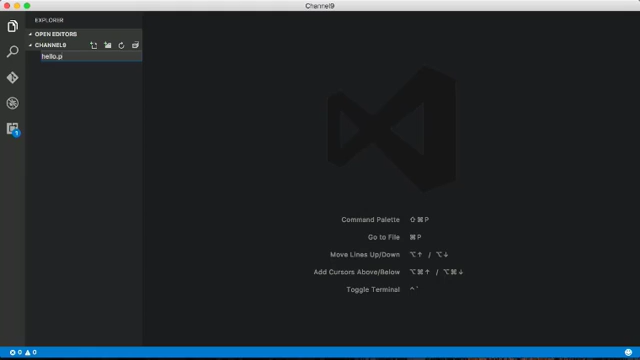 Channel9
EXPLORER
OPEN EDITORS
CHANNEL9
hello.p
1
Command Palette ⇧⌘P
Go to File ⌘P
Move Lines Up/Down ⌥↑ / ⌥↓
Add Cursors Above/Below ⌥⌘↑ / ⌥⌘↓
Toggle Terminal ⌃`
0 0